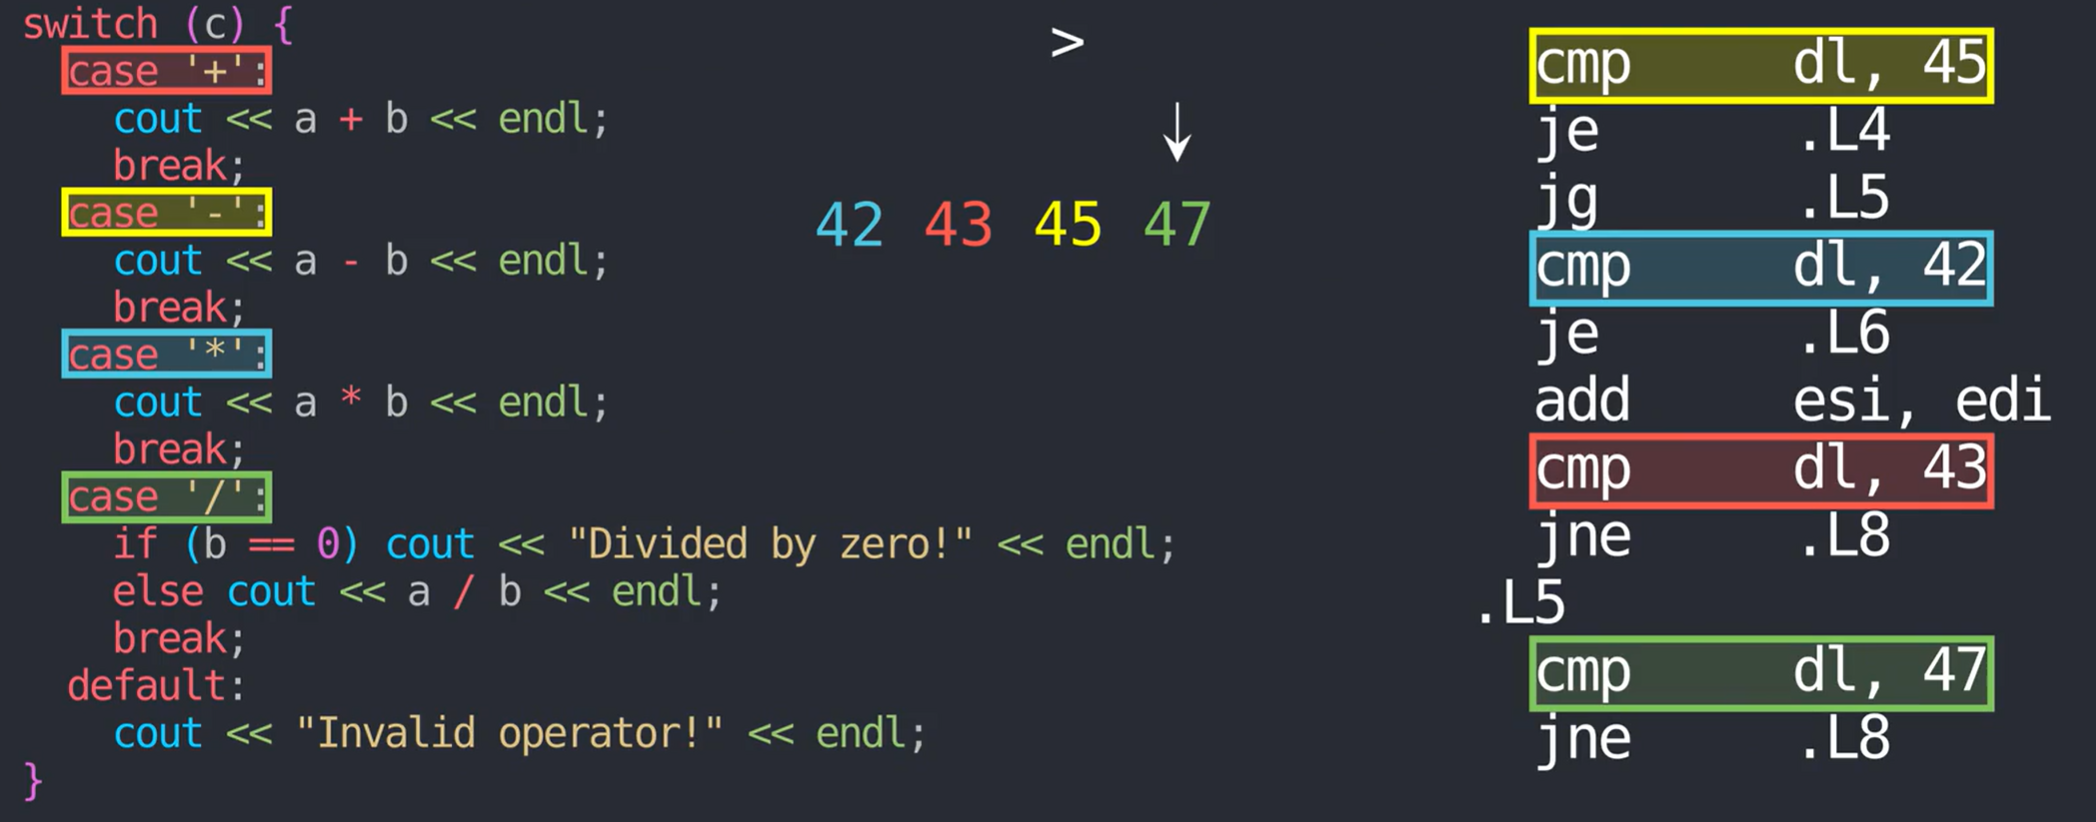 switch (c) {
case '+':
cout << a + b << endl;
break;
case '-':
cout << a - b << endl;
break;
case '*':
cout << a * b << endl;
break;
case '/':
if (b == 0) cout << "Divided by zero!" << endl;
else cout << a / b << endl;
break;
default:
cout << "Invalid operator!" << endl;
}
>
↓
42 43 45 47
cmp dl, 45
je .L4
jg .L5
cmp dl, 42
je .L6
add esi, edi
cmp dl, 43
jne .L8
.L5
cmp dl, 47
jne .L8